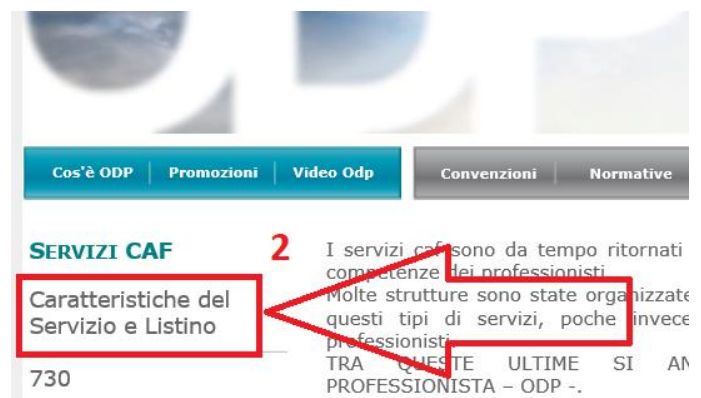 ODP
Cos'è ODP Promozioni Video Odp Convenzioni Normative
SERVIZI CAF
2
Caratteristiche del
Servizio e Listino
730
I servizi caf sono da tempo ritornati
competenze dei professionisti.
Molte strutture sono state organizzate
questi tipi di servizi, poche invece
professionisti.
TRA QUESTE ULTIME SI AN
PROFESSIONISTA – ODP -.